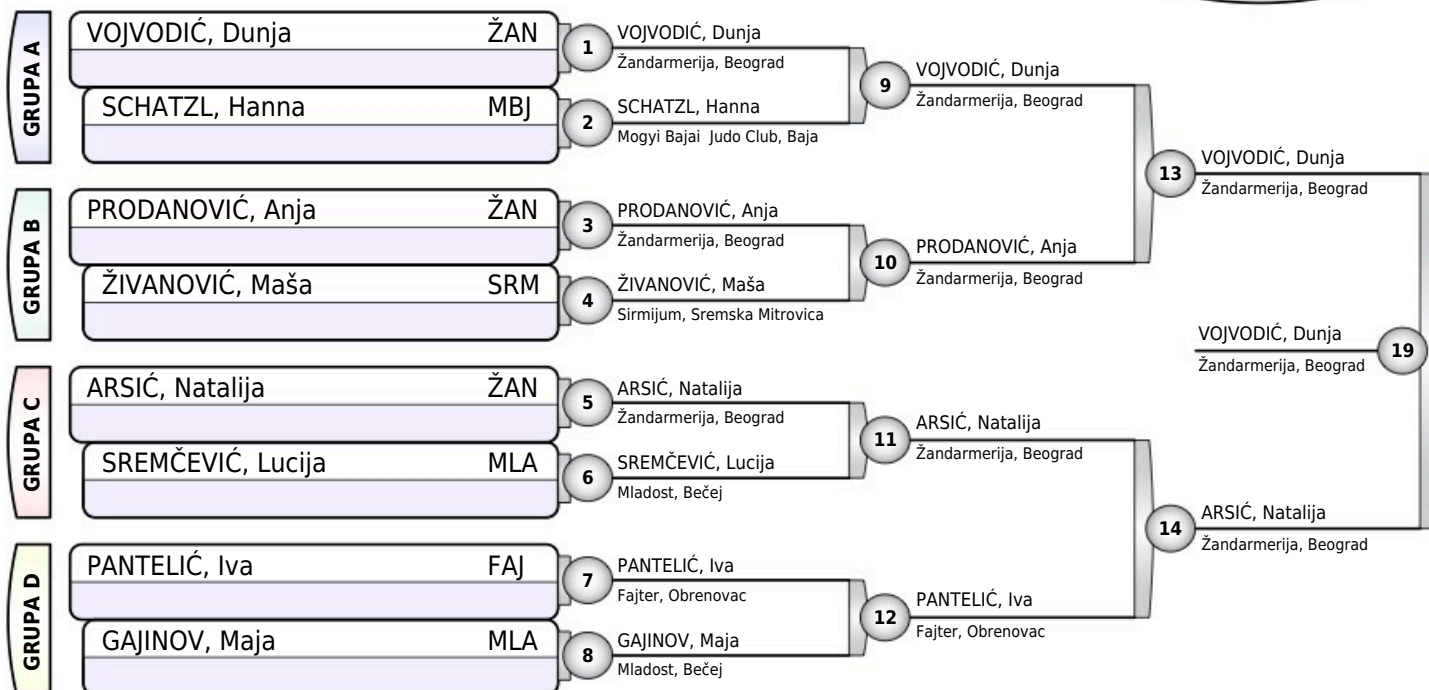 GRUPA A
VOJVODIĆ, Dunja ŽAN
SCHATZL, Hanna MBJ
GRUPA B
PRODANOVIĆ, Anja ŽAN
ŽIVANOVIĆ, Maša SRM
GRUPA C
ARSIĆ, Natalija ŽAN
SREMČEVIĆ, Lucija MLA
GRUPA D
PANTELIĆ, Iva FAJ
GAJINOV, Maja MLA
1
VOJVODIĆ, Dunja
Žandarmerija, Beograd
2
SCHATZL, Hanna
Mogyi Bajai Judo Club, Baja
3
PRODANOVIĆ, Anja
Žandarmerija, Beograd
4
ŽIVANOVIĆ, Maša
Sirmijum, Sremska Mitrovica
5
ARSIĆ, Natalija
Žandarmerija, Beograd
6
SREMČEVIĆ, Lucija
Mladost, Bečej
7
PANTELIĆ, Iva
Fajter, Obrenovac
8
GAJINOV, Maja
Mladost, Bečej
9
VOJVODIĆ, Dunja
Žandarmerija, Beograd
10
PRODANOVIĆ, Anja
Žandarmerija, Beograd
11
ARSIĆ, Natalija
Žandarmerija, Beograd
12
PANTELIĆ, Iva
Fajter, Obrenovac
13
VOJVODIĆ, Dunja
Žandarmerija, Beograd
14
ARSIĆ, Natalija
Žandarmerija, Beograd
VOJVODIĆ, Dunja
Žandarmerija, Beograd
19